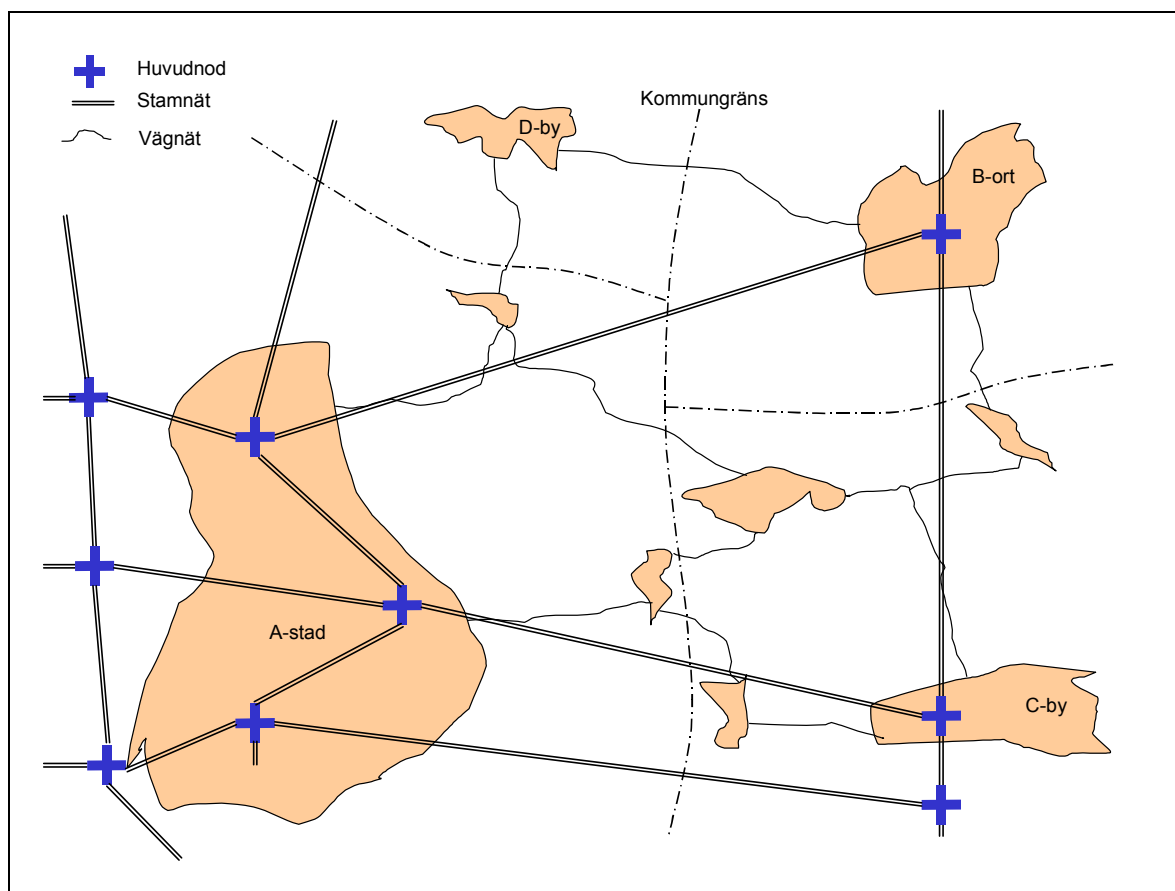 Huvudnod
Stamnät
Vägnät
Kommungräns
D-by
B-ort
A-stad
C-by